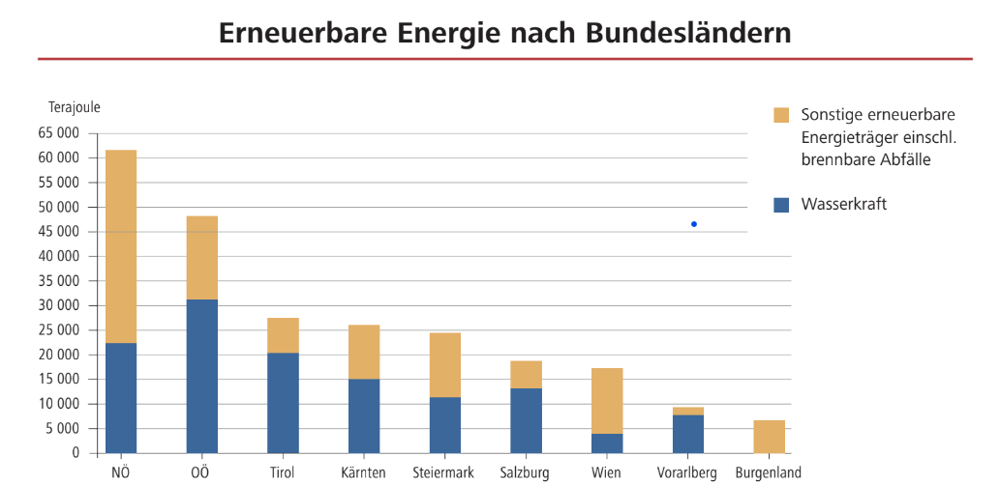 Erneuerbare Energie nach Bundesländern
Terajoule
65 000
60 000
55 000
50 000
45 000
40 000
35 000
30 000
25 000
20 000
15 000
10 000
5 000
0
NÖ OÖ Tirol Kärnten Steiermark Salzburg Wien Vorarlberg Burgenland
Sonstige erneuerbare
Energieträger einschl.
brennbare Abfälle
Wasserkraft